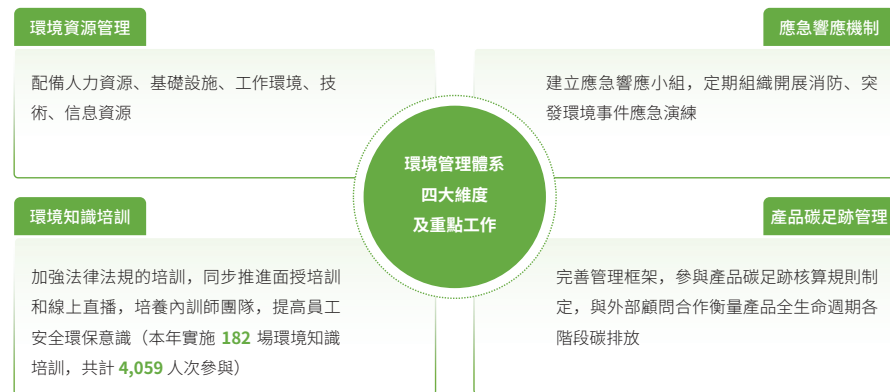 環境資源管理
配備人力資源、基礎設施、工作環境、技
術、信息資源
應急響應機制
建立應急響應小組，定期組織開展消防、突
發環境事件應急演練
環境管理體系
四大維度
及重點工作
環境知識培訓
加強法律法規的培訓，同步推進面授培訓
和線上直播，培養內訓師團隊，提高員工
安全環保意識（本年實施 182 場環境知識
培訓，共計 4,059 人次參與）
產品碳足跡管理
完善管理框架，參與產品碳足跡核算規則制
定，與外部顧問合作衡量產品全生命週期各
階段碳排放